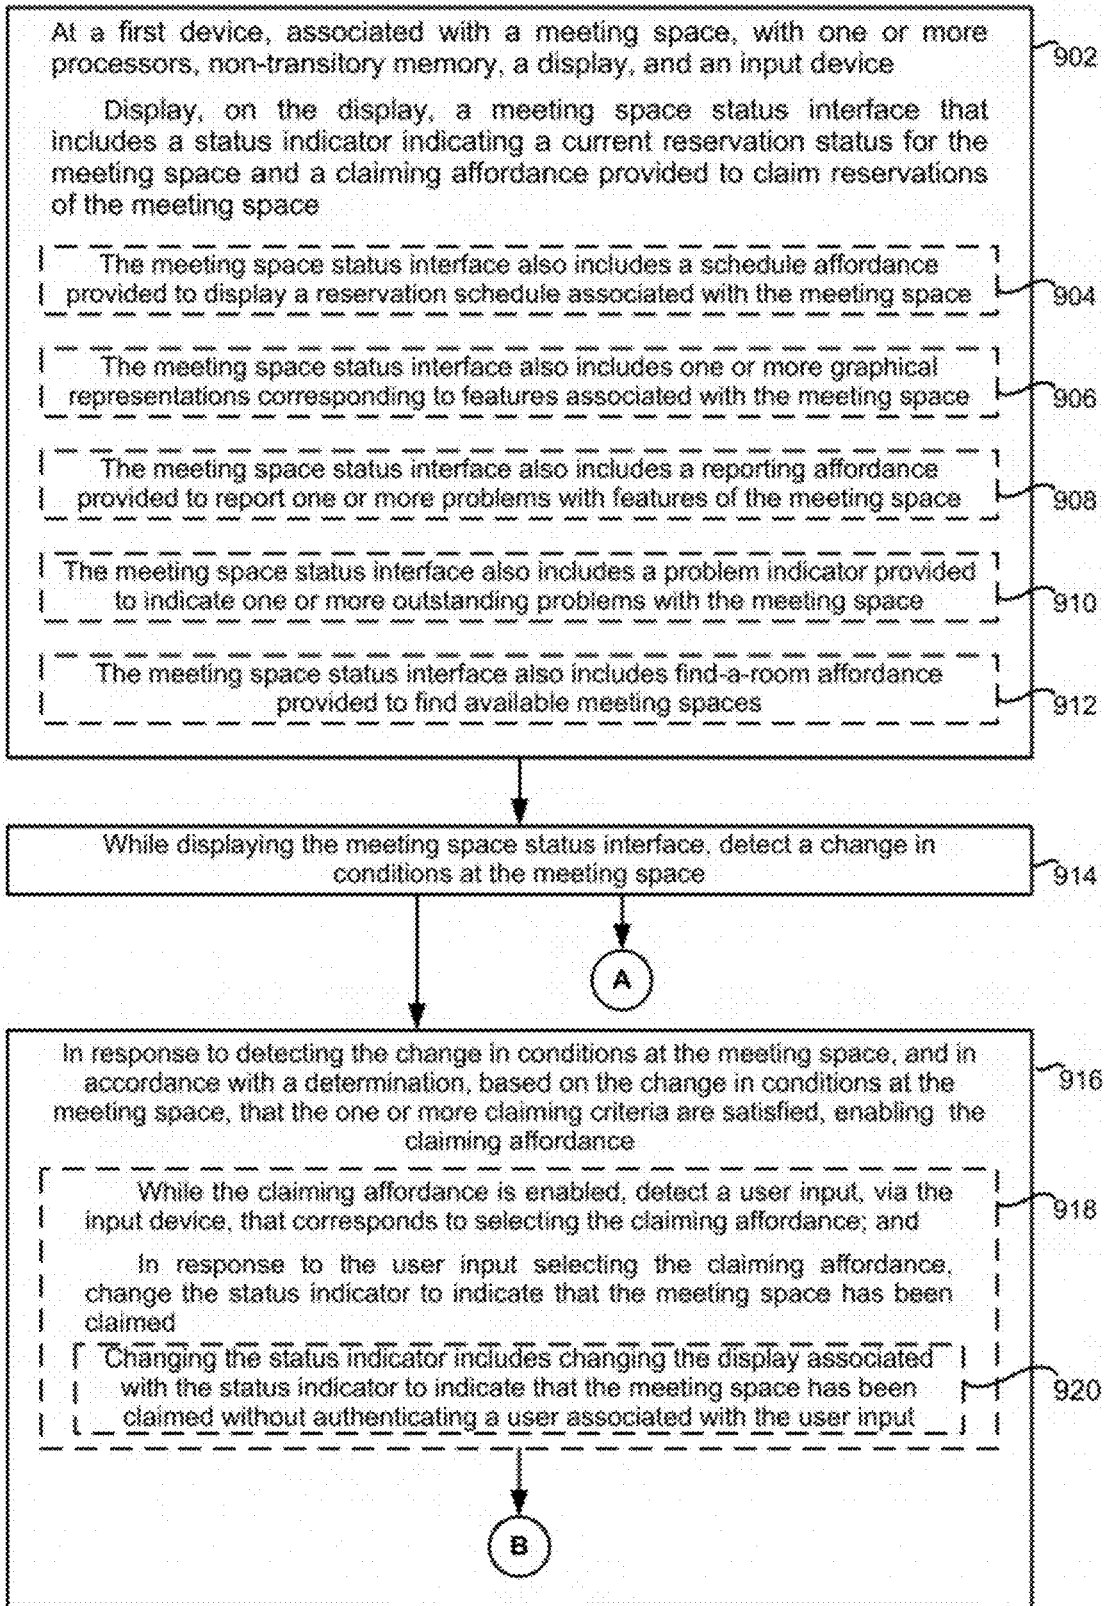 At a first device, associated with a meeting space, with one or more
processors, non-transitory memory, a display, and an input device
902
Display, on the display, a meeting space status interface that
includes a status indicator indicating a current reservation status for the
meeting space and a claiming affordance provided to claim reservations
of the meeting space
The meeting space status interface also includes a schedule affordance
provided to display a reservation schedule associated with the meeting space
904
The meeting space status interface also includes one or more graphical
representations corresponding to features associated with the meeting space
906
The meeting space status interface also includes a reporting affordance
provided to report one or more problems with features of the meeting space
908
The meeting space status interface also includes a problem indicator provided
to indicate one or more outstanding problems with the meeting space
910
The meeting space status interface also includes find-a-room affordance
provided to find available meeting spaces
912
While displaying the meeting space status interface, detect a change in
conditions at the meeting space
914
A
In response to detecting the change in conditions at the meeting space, and in
accordance with a determination, based on the change in conditions at the
meeting space, that the one or more claiming criteria are satisfied, enabling the
claiming affordance
916
While the claiming affordance is enabled, detect a user input, via the
input device, that corresponds to selecting the claiming affordance; and
918
In response to the user input selecting the claiming affordance,
change the status indicator to indicate that the meeting space has been
claimed
Changing the status indicator includes changing the display associated
with the status indicator to indicate that the meeting space has been
claimed without authenticating a user associated with the user input
920
B